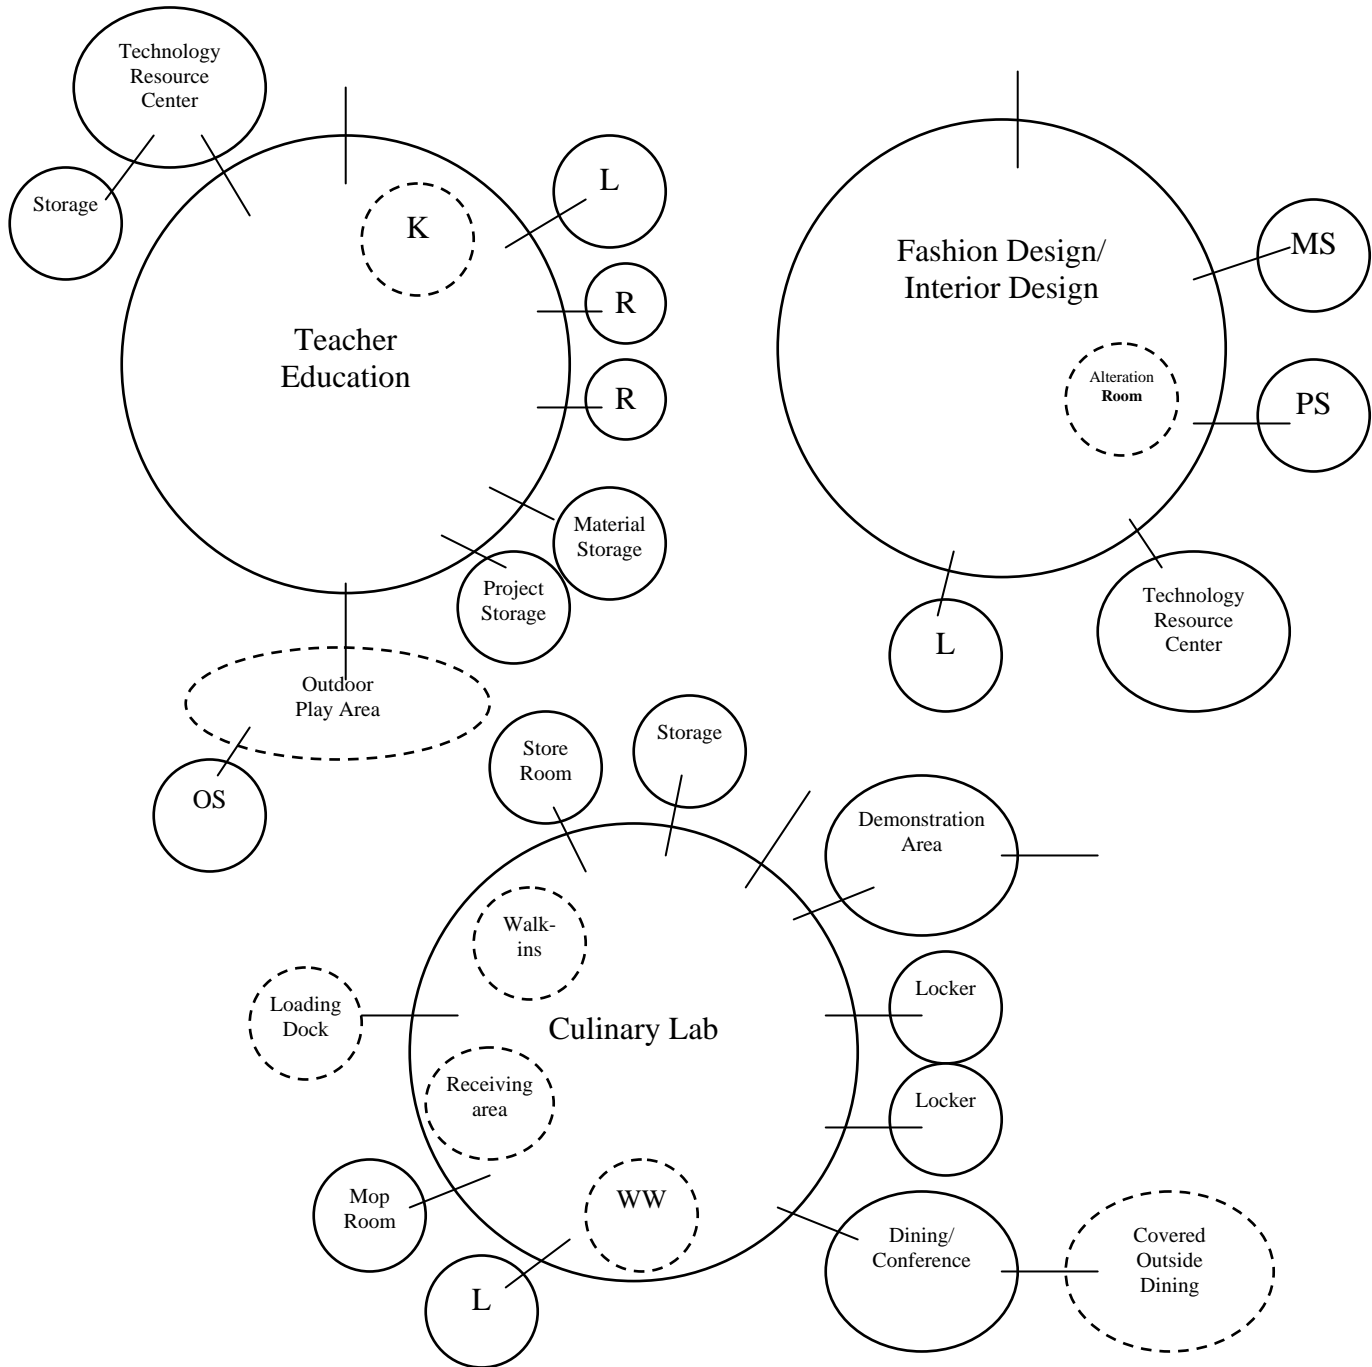 Technology
Resource
Center
Storage
K
L
R
R
Teacher
Education
Material
Storage
Project
Storage
Outdoor
Play Area
OS
Fashion Design/
Interior Design
MS
Alteration
Room
PS
Technology
Resource
Center
L
Store
Room
Storage
Demonstration
Area
Walk-
ins
Loading
Dock
Culinary Lab
Locker
Receiving
area
Locker
Mop
Room
WW
L
Dining/
Conference
Covered
Outside
Dining